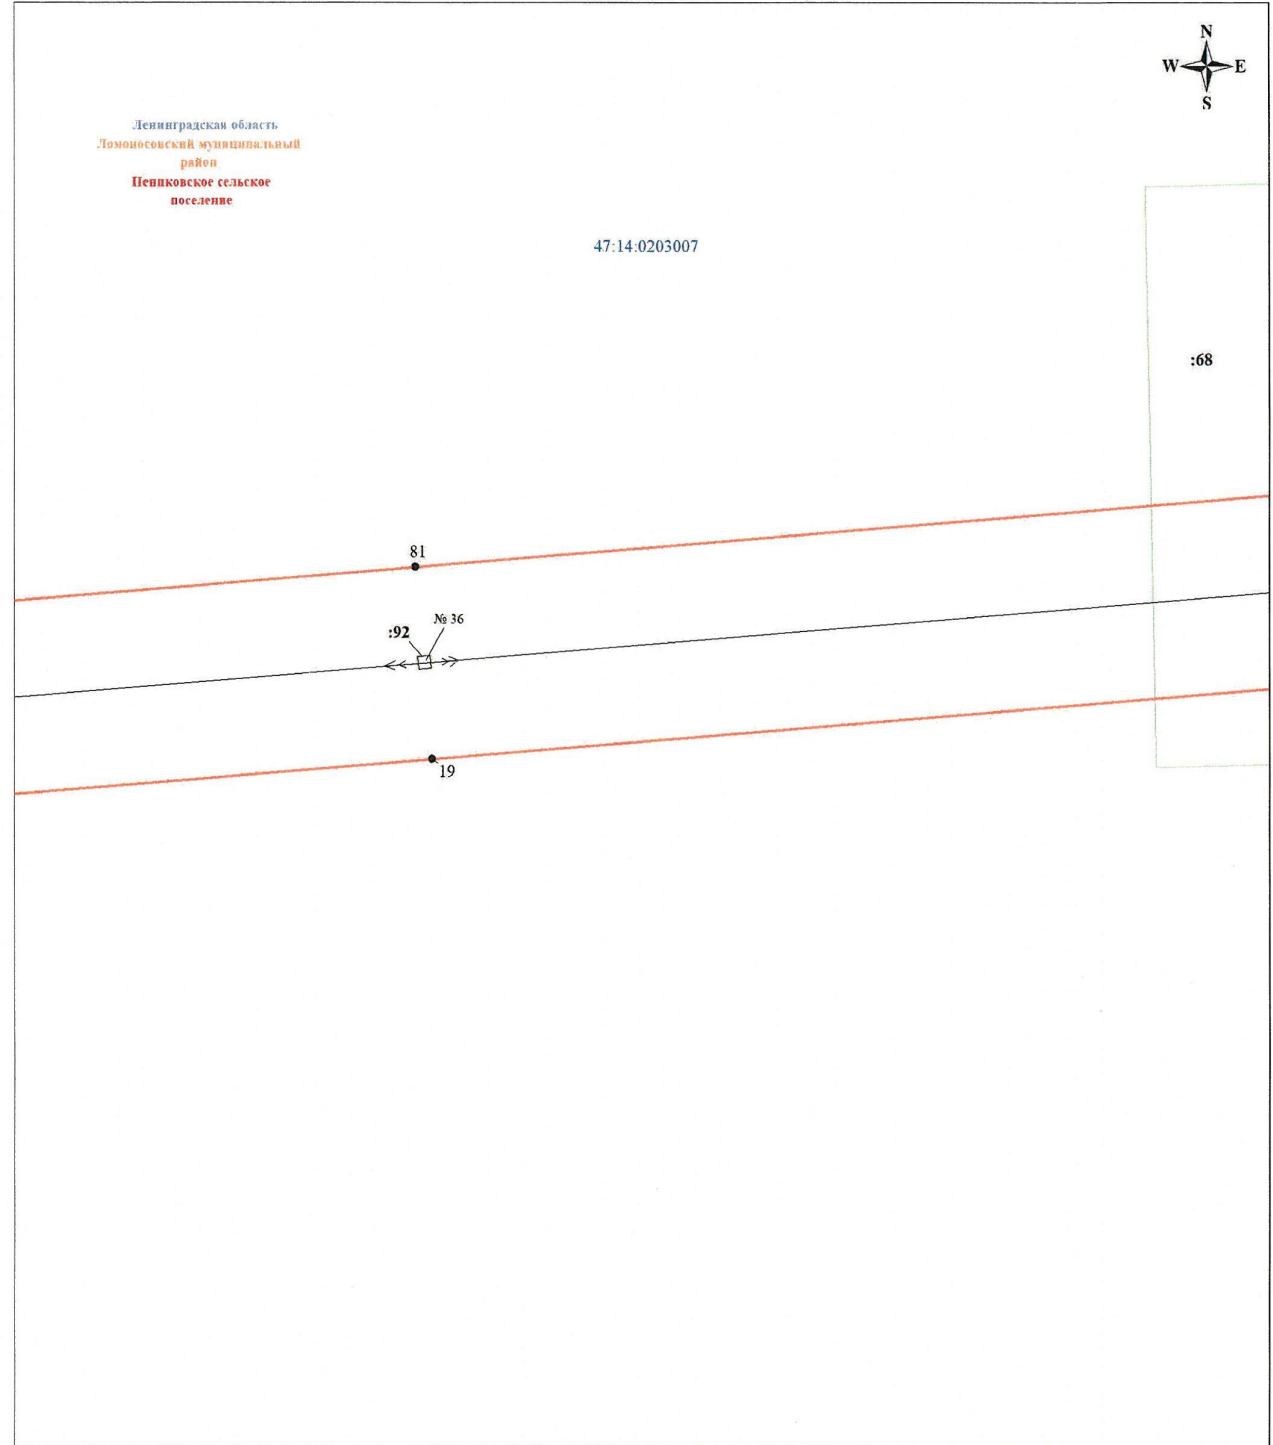 N
W E
S
Ленинградская область
Ломоносовский муниципальный
район
Пениковское сельское
поселение
47:14:0203007
:68
81
№ 36
:92
19